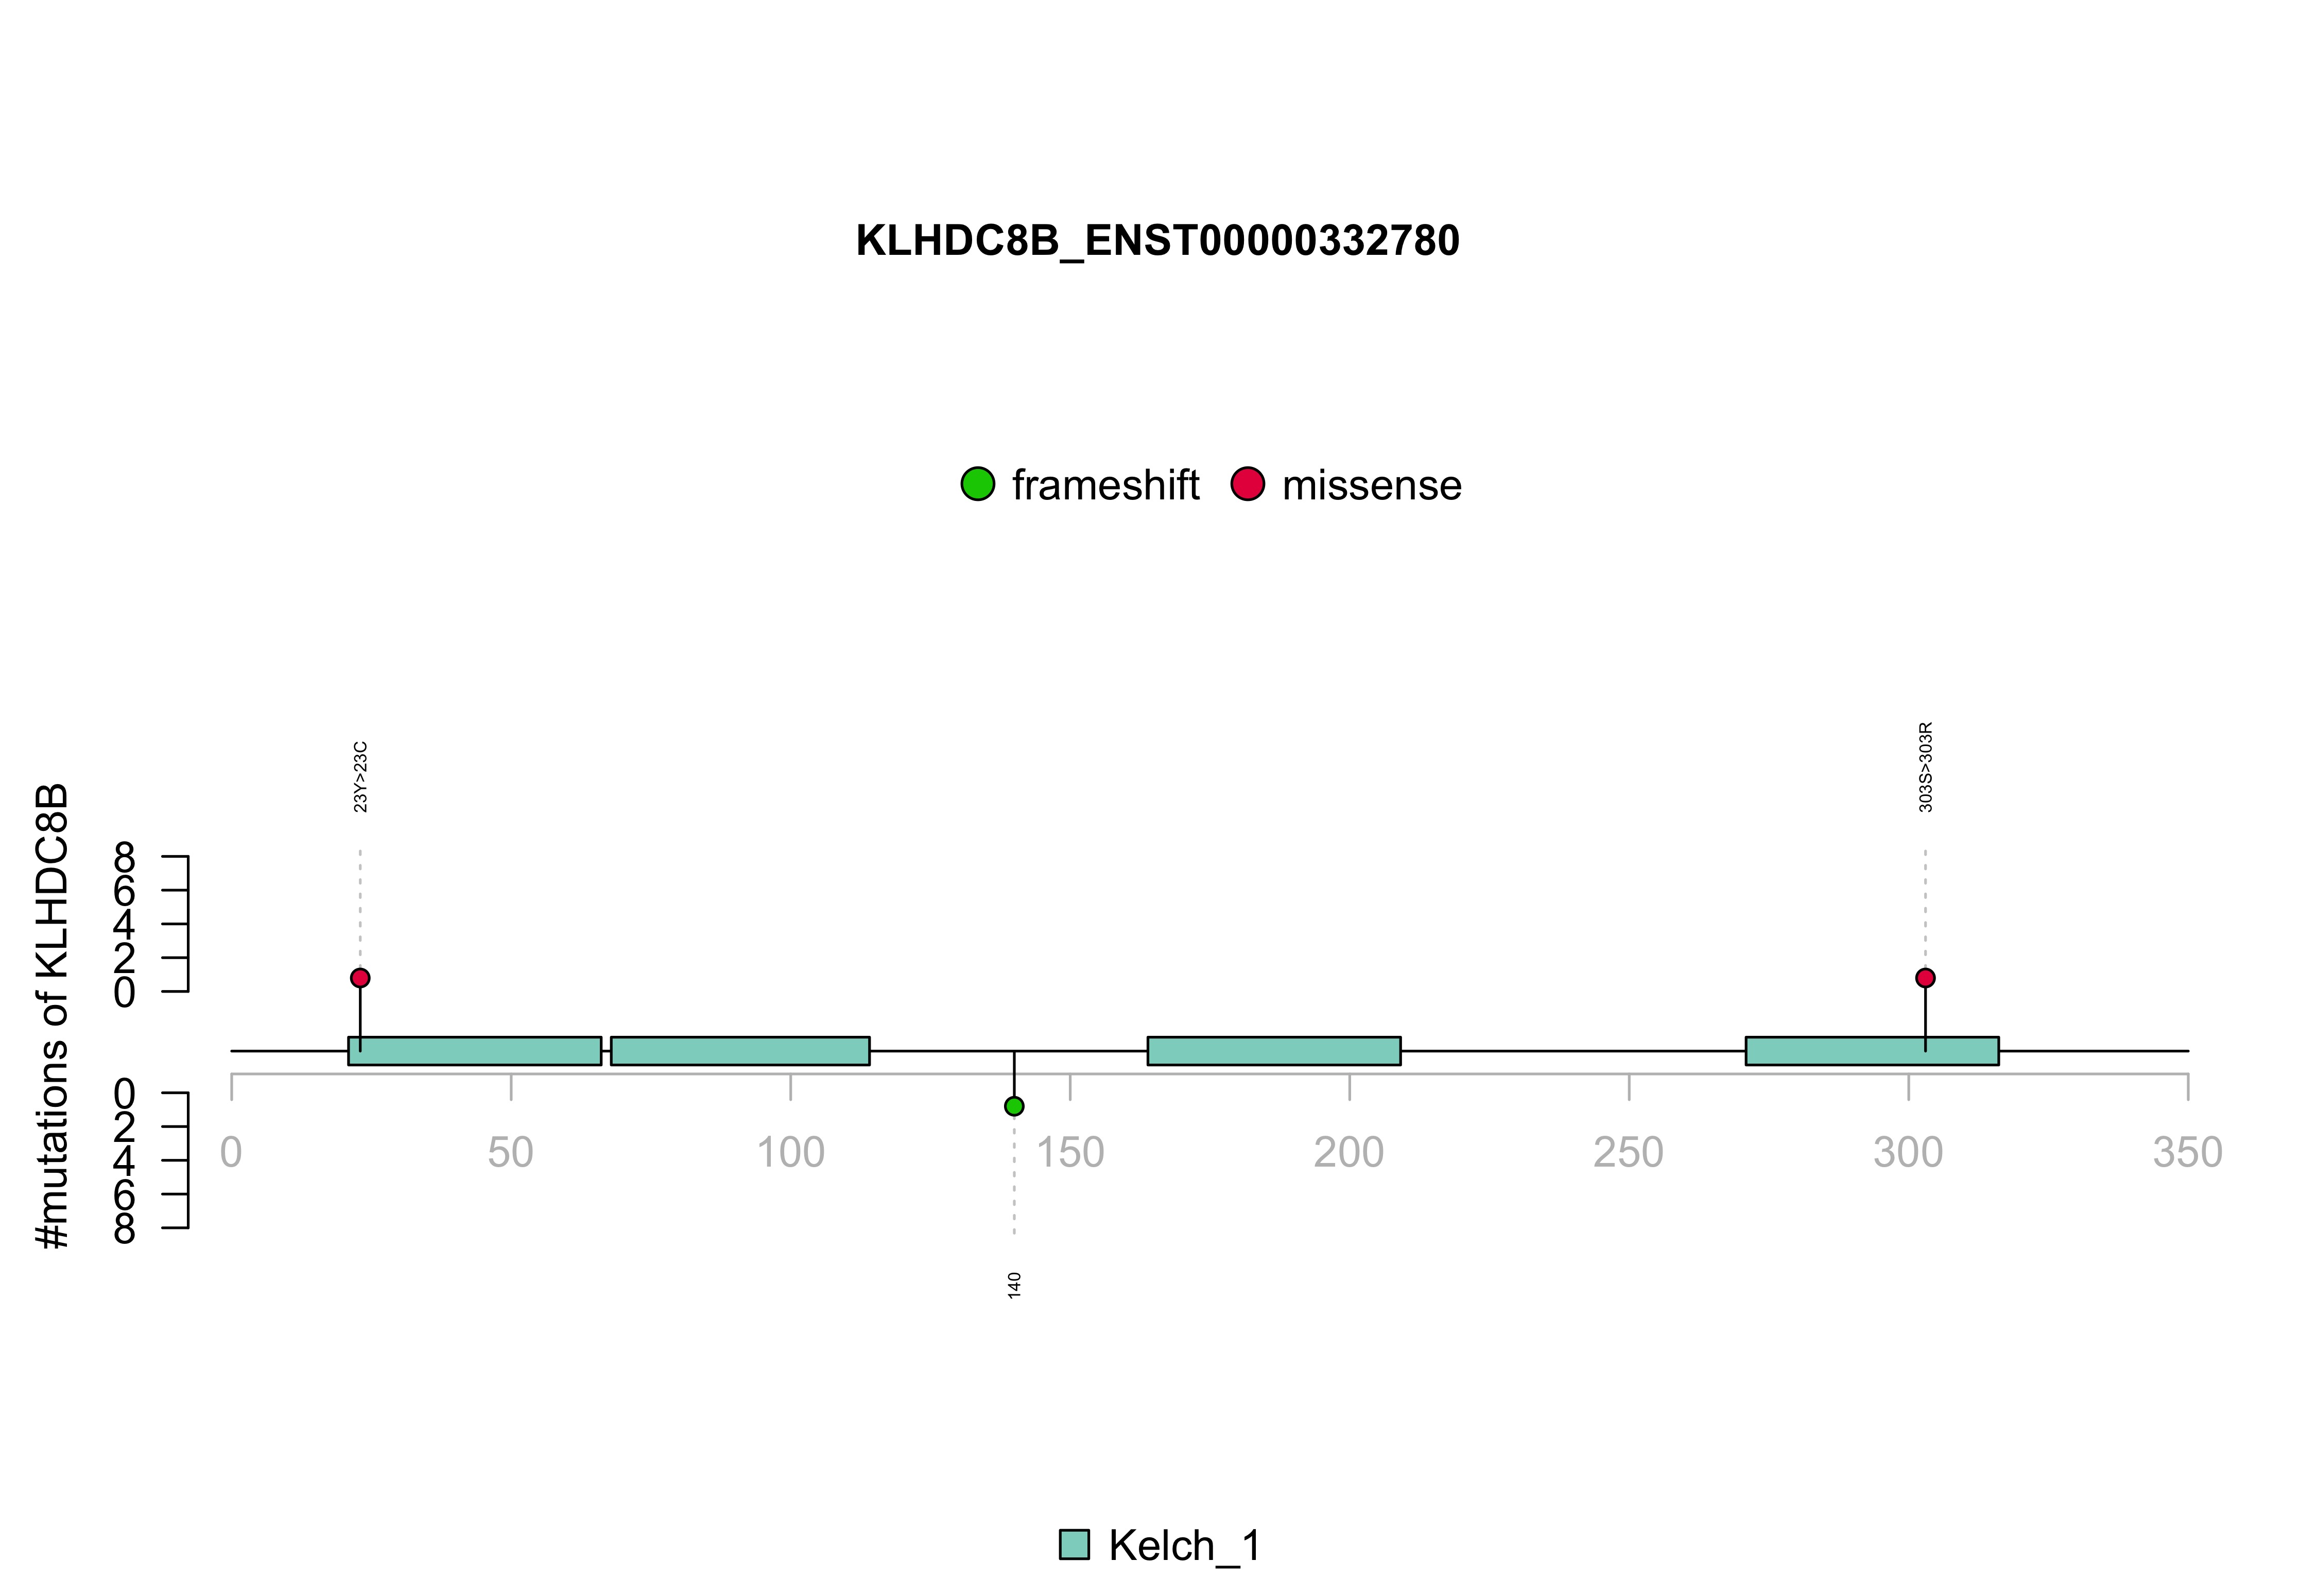 KLHDC8B_ENST00000332780
frameshift missense
23Y>23C
303S>303R
#mutations of KLHDC8B
8
6
4
2
0
0
2
4
6
8
0 50 100 150 200 250 300 350
140
Kelch_1